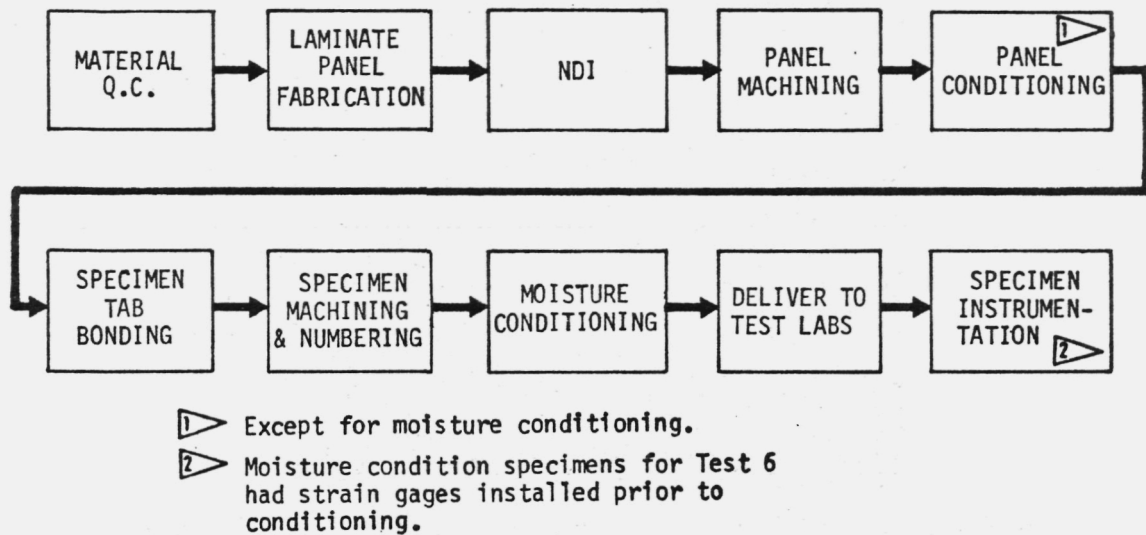 MATERIAL
Q.C.
LAMINATE
PANEL
FABRICATION
NDI
PANEL
MACHINING
1
PANEL
CONDITIONING
SPECIMEN
TAB
BONDING
SPECIMEN
MACHINING
& NUMBERING
MOISTURE
CONDITIONING
DELIVER TO
TEST LABS
SPECIMEN
INSTRUMEN-
TATION
2
1 Except for moisture conditioning.
2 Moisture condition specimens for Test 6
had strain gages installed prior to
conditioning.